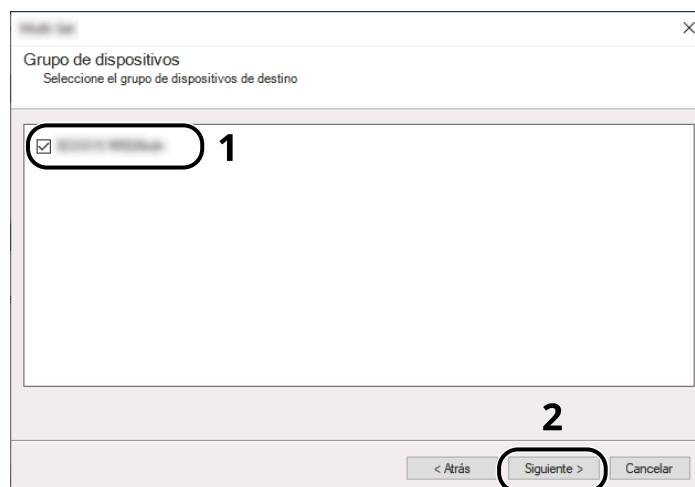 Grupo de dispositivos
Seleccione el grupo de dispositivos de destino
1
2
< Atrás
Siguiente >
Cancelar